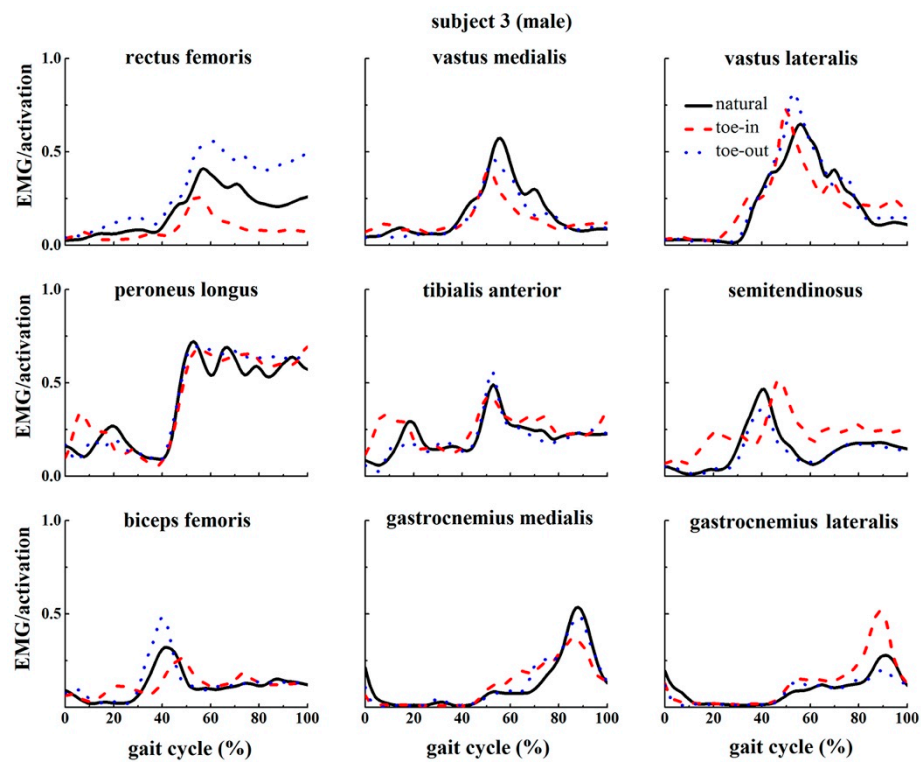 subject 3 (male)
rectus femoris
vastus medialis
vastus lateralis
1.0
0.5
0.0
EMG/activation
natural
toe-in
toe-out
peroneus longus
tibialis anterior
semitendinosus
1.0
0.5
0.0
EMG/activation
biceps femoris
gastrocnemius medialis
gastrocnemius lateralis
1.0
0.5
EMG/activation
0 20 40 60 80 100
0 20 40 60 80 100
0 20 40 60 80 100
gait cycle (%)
gait cycle (%)
gait cycle (%)